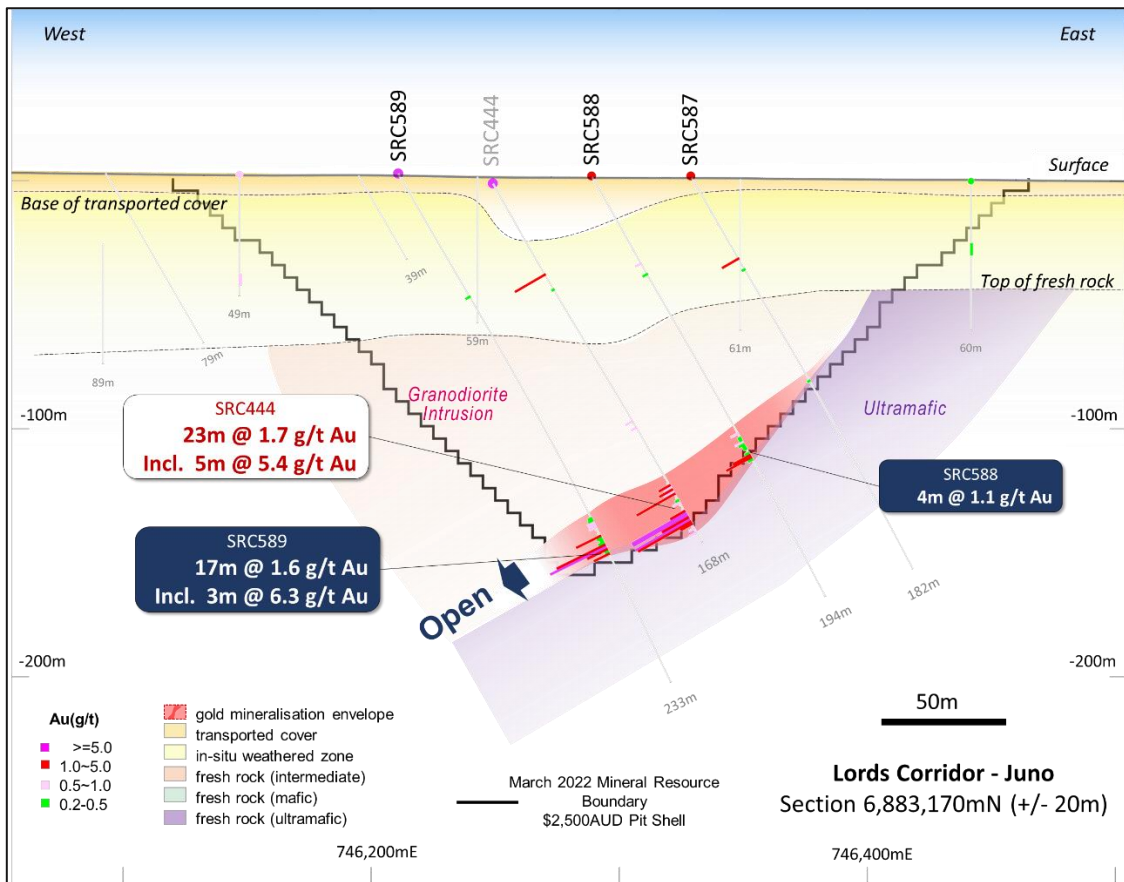 West
East
SRC589
SRC444
SRC588
SRC587
Surface
Base of transported cover
Top of fresh rock
39m
49m
59m
61m
60m
79m
89m
-100m
-100m
Granodiorite
Intrusion
Ultramafic
SRC444
23m @ 1.7 g/t Au
Incl. 5m @ 5.4 g/t Au
SRC588
4m @ 1.1 g/t Au
SRC589
17m @ 1.6 g/t Au
Incl. 3m @ 6.3 g/t Au
Open
168m
182m
194m
233m
-200m
-200m
Au(g/t)
>=5.0
1.0~5.0
0.5~1.0
0.2-0.5
gold mineralisation envelope
transported cover
in-situ weathered zone
fresh rock (intermediate)
fresh rock (mafic)
fresh rock (ultramafic)
March 2022 Mineral Resource
Boundary
$2,500AUD Pit Shell
50m
Lords Corridor - Juno
Section 6,883,170mN (+/- 20m)
746,200mE
746,400mE